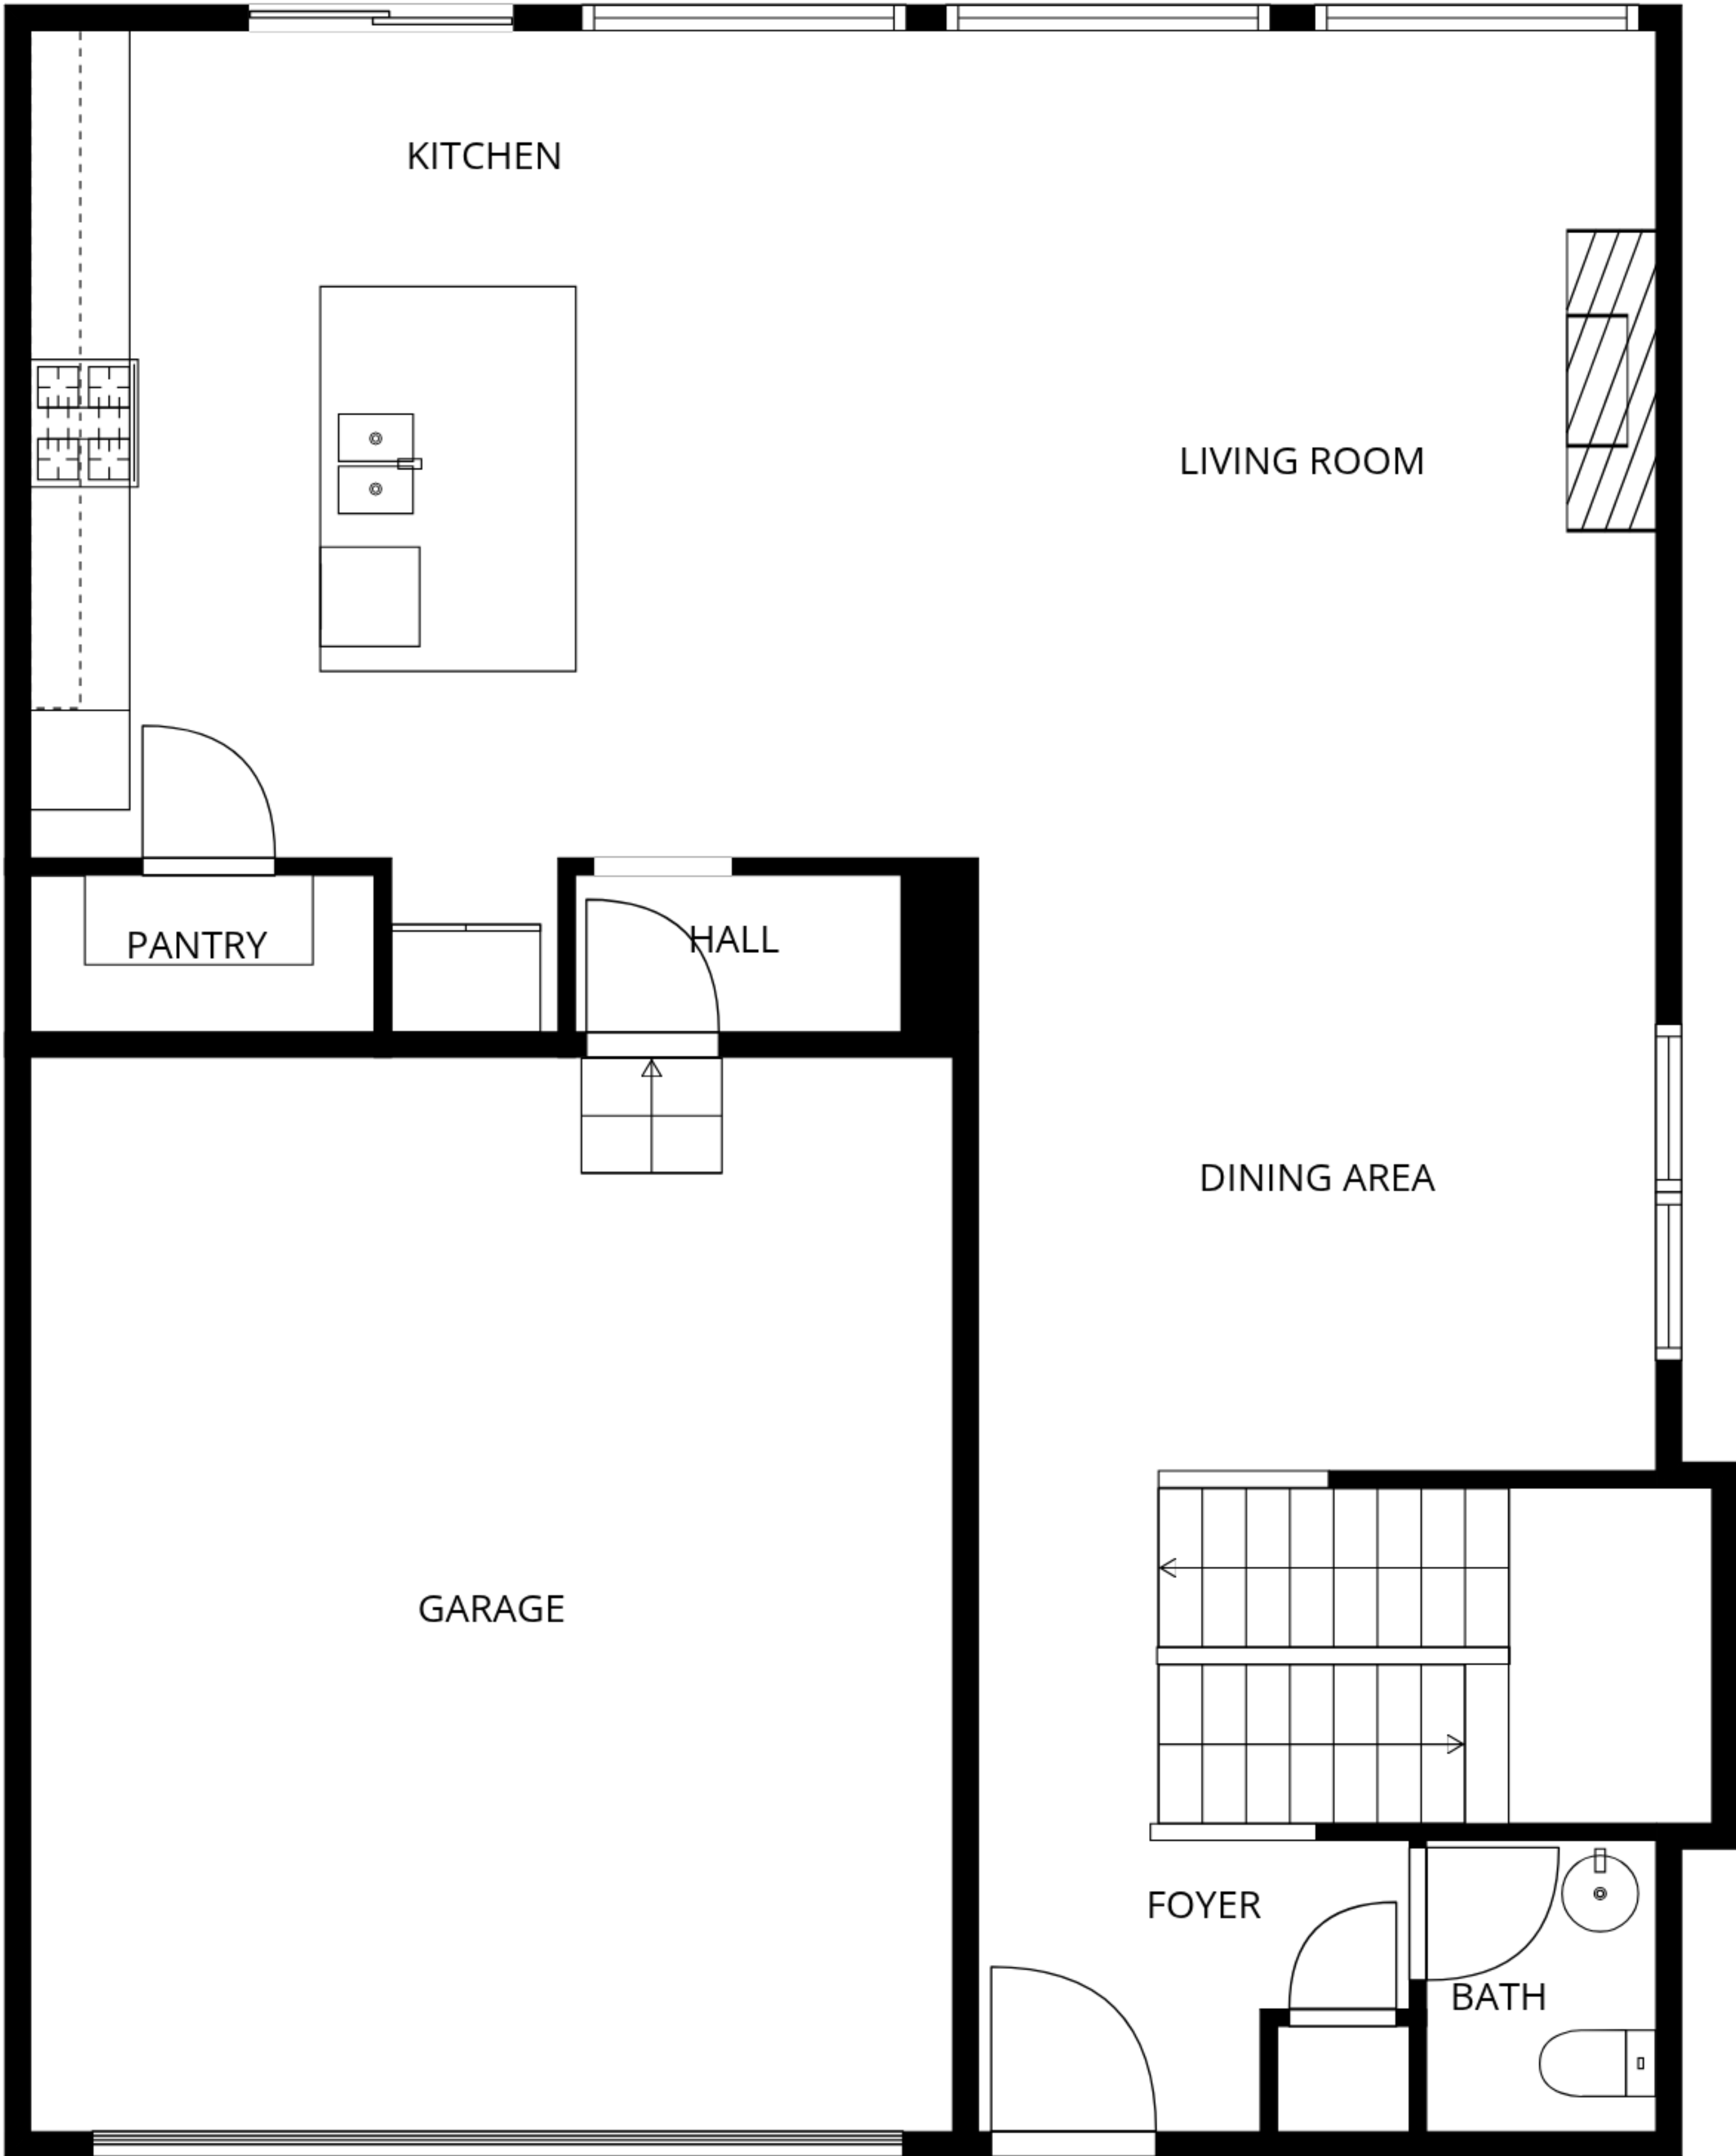 KITCHEN
LIVING ROOM
PANTRY
HALL
DINING AREA
GARAGE
FOYER
BATH